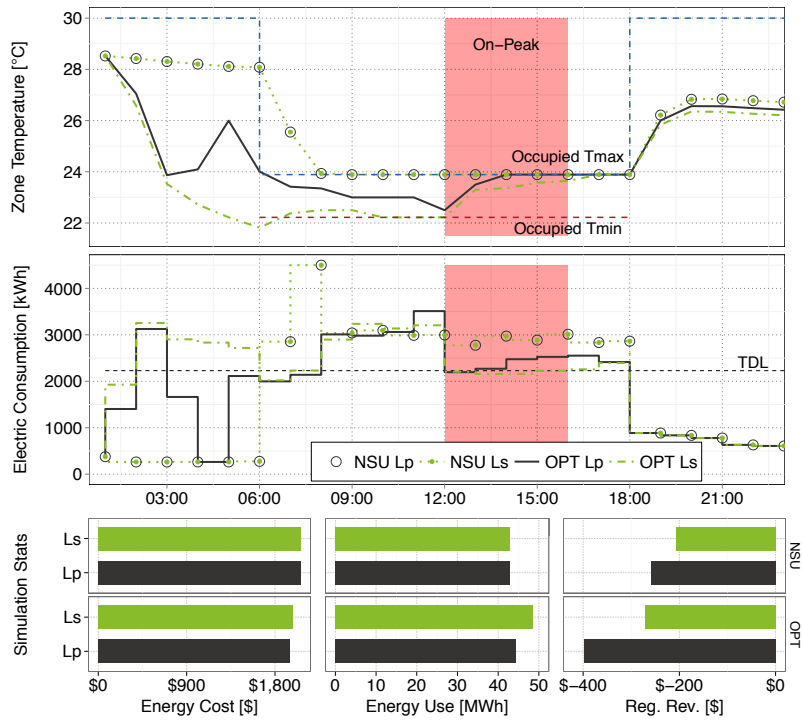 Zone Temperature [°C]
30
28
26
24
22
On-Peak
Occupied Tmax
Occupied Tmin
Electric Consumption [kWh]
4000
3000
2000
1000
0
TDL
NSU Lp
NSU Ls
OPT Lp
OPT Ls
03:00
06:00
09:00
12:00
15:00
18:00
21:00
Simulation Stats
Ls
Lp
NSU
Ls
Lp
OPT
$0
$900
$1,800
0
10
20
30
40
50
$−400
$−200
$0
Energy Cost [$]
Energy Use [MWh]
Reg. Rev. [$]